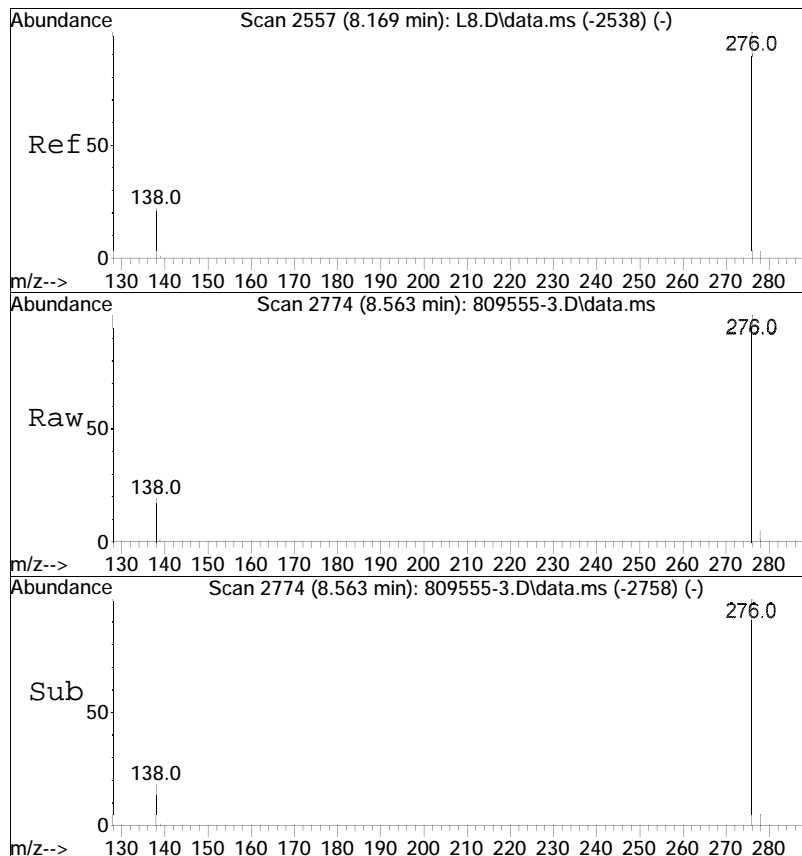 Abundance Scan 2557 (8.169 min): L8.D\data.ms (-2538) (-)
276.0
Ref 50
138.0
0
m/z--> 130 140 150 160 170 180 190 200 210 220 230 240 250 260 270 280
Abundance Scan 2774 (8.563 min): 809555-3.D\data.ms
276.0
Raw 50
138.0
0
m/z--> 130 140 150 160 170 180 190 200 210 220 230 240 250 260 270 280
Abundance Scan 2774 (8.563 min): 809555-3.D\data.ms (-2758) (-)
276.0
Sub 50
138.0
0
m/z--> 130 140 150 160 170 180 190 200 210 220 230 240 250 260 270 280